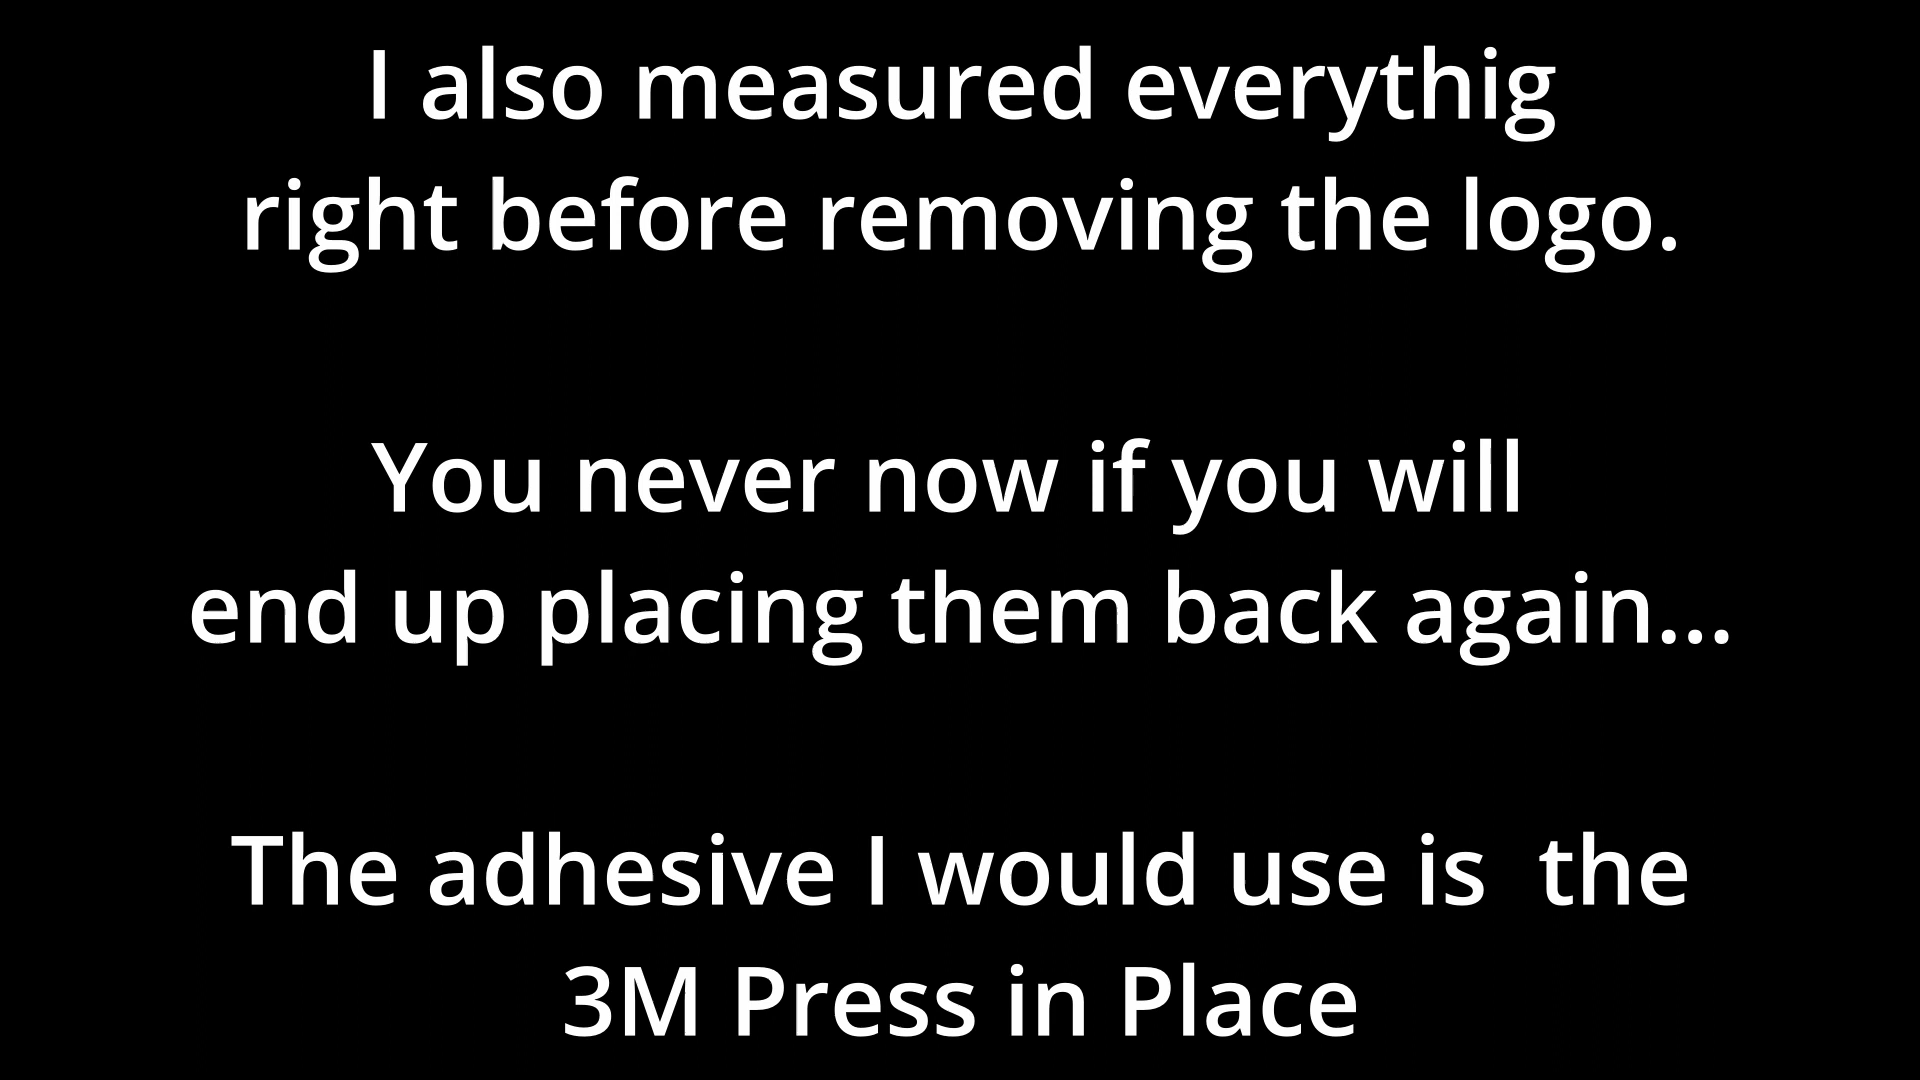 I also measured everythig
right before removing the logo.
You never now if you will
end up placing them back again...
The adhesive I would use is  the
3M Press in Place